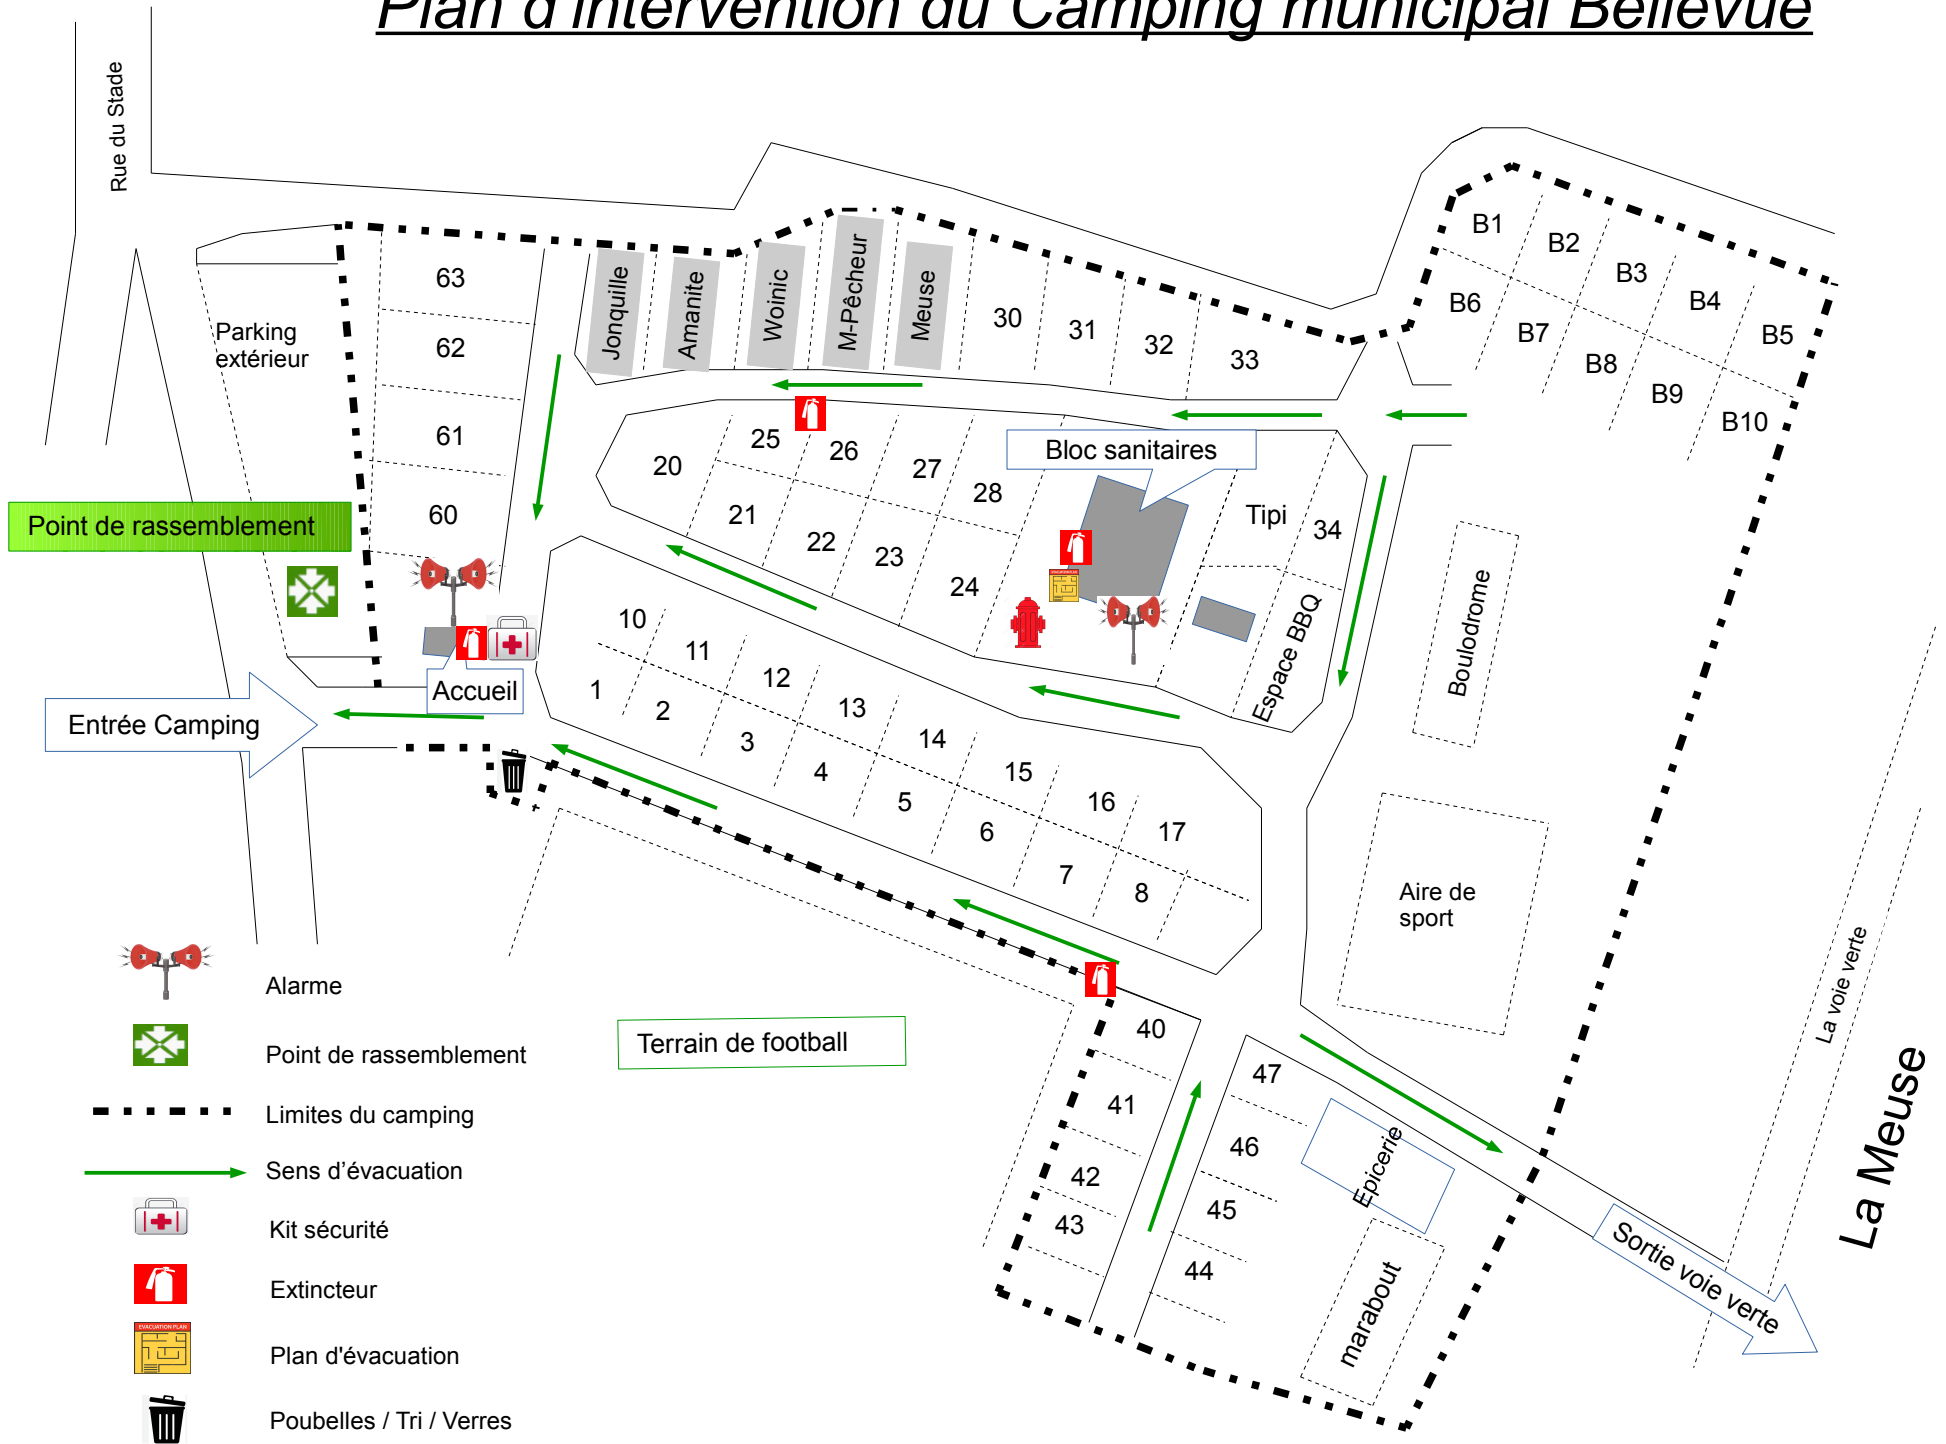 Plan d'intervention du Camping municipal Bellevue
Rue du Stade
Parking
extérieur
63
62
61
60
Jonquille
Amanite
Woinic
M-Pêcheur
Meuse
30
31
32
33
B1
B2
B3
B4
B5
B6
B7
B8
B9
B10
Point de rassemblement
20
25
26
27
28
21
22
23
24
Bloc sanitaires
Tipi
34
Espace BBQ
EVACUATION PLAN
Boulodrome
Accueil
Entrée Camping
10
11
12
13
14
15
16
17
1
2
3
4
5
6
7
8
Aire de
sport
La voie verte
La Meuse
Terrain de football
40
41
42
43
47
46
45
44
Epicerie
marabout
Sortie voie verte
Alarme
Point de rassemblement
Limites du camping
Sens d'évacuation
Kit sécurité
Extincteur
EVACUATION PLAN
Plan d'évacuation
Poubelles / Tri / Verres